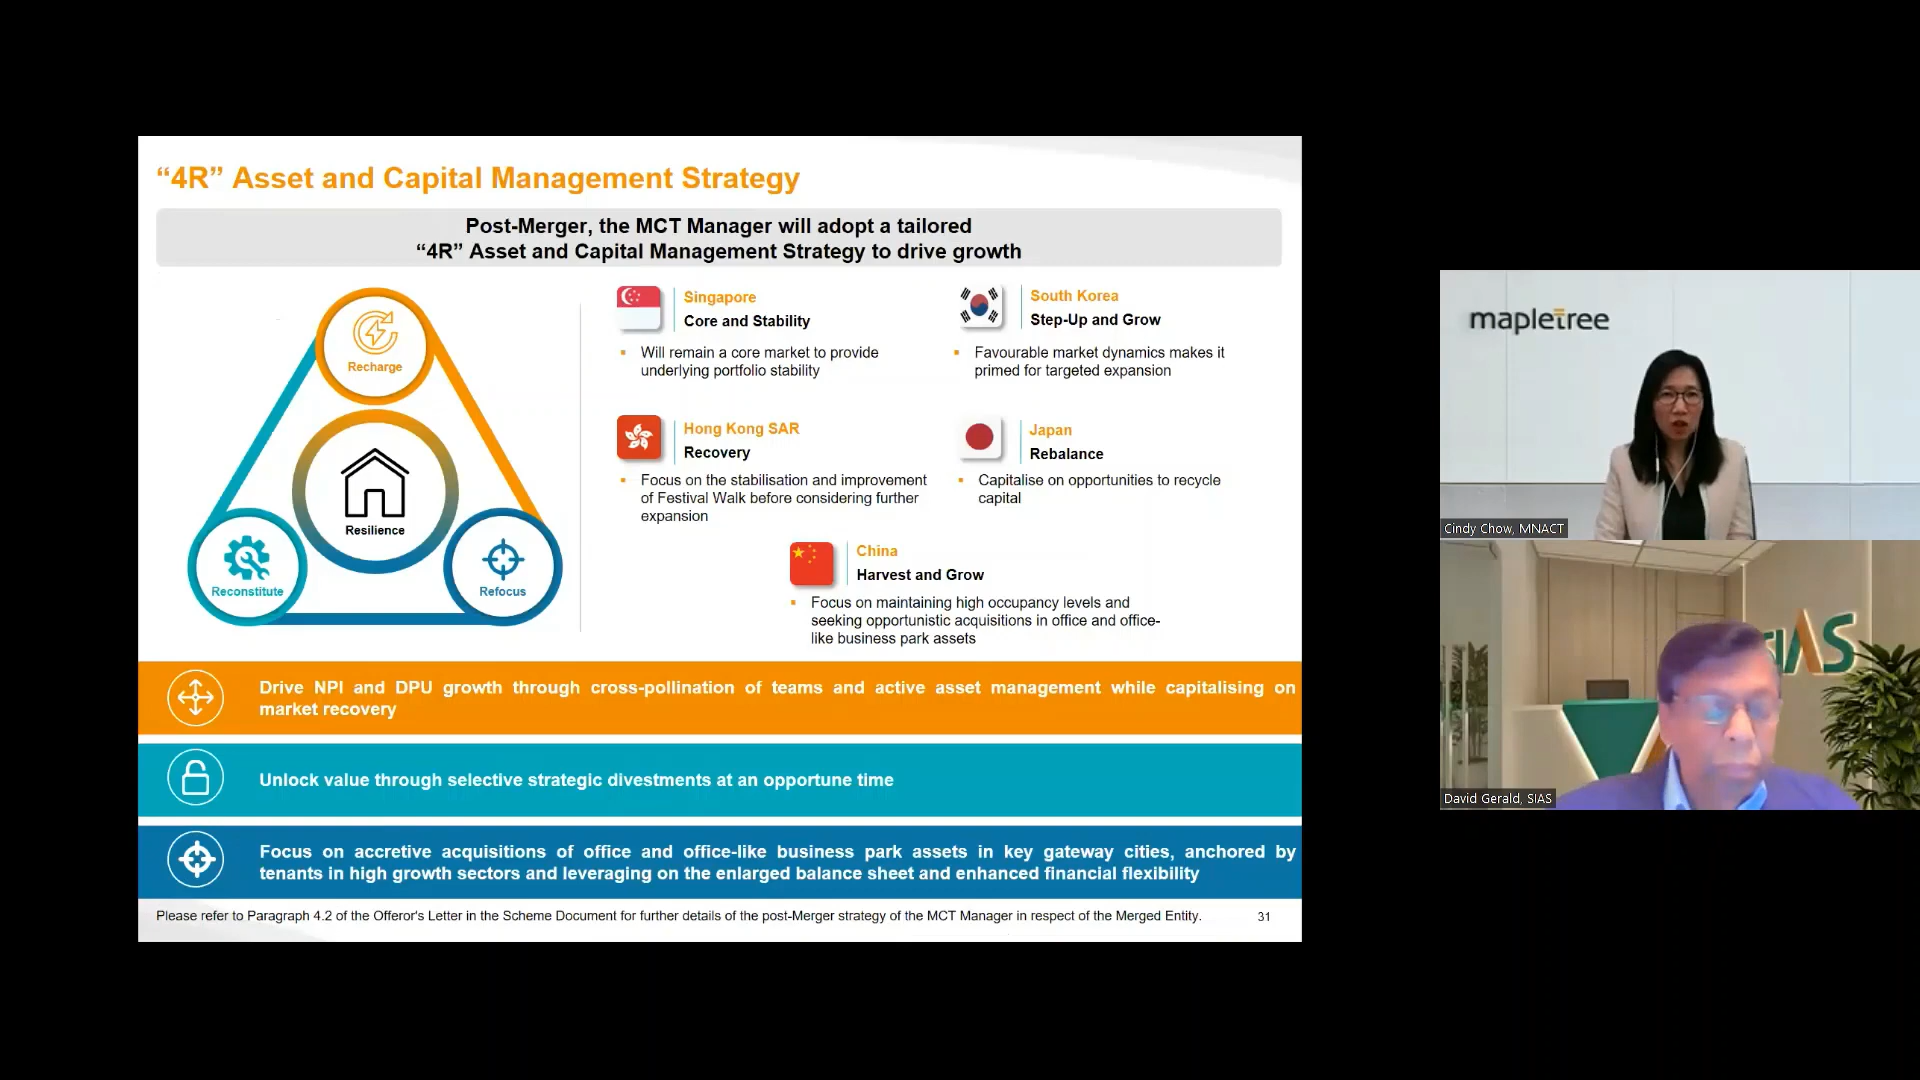 “4R” Asset and Capital Management Strategy
Post-Merger, the MCT Manager will adopt a tailored
“4R” Asset and Capital Management Strategy to drive growth
Recharge
Resilience
Reconstitute
Refocus
Singapore
Core and Stability
▪ Will remain a core market to provide
underlying portfolio stability
South Korea
Step-Up and Grow
▪ Favourable market dynamics makes it
primed for targeted expansion
Hong Kong SAR
Recovery
▪ Focus on the stabilisation and improvement
of Festival Walk before considering further
expansion
Japan
Rebalance
▪ Capitalise on opportunities to recycle
capital
China
Harvest and Grow
▪ Focus on maintaining high occupancy levels and
seeking opportunistic acquisitions in office and office-
like business park assets
Drive NPI and DPU growth through cross-pollination of teams and active asset management while capitalising on
market recovery
Unlock value through selective strategic divestments at an opportune time
Focus on accretive acquisitions of office and office-like business park assets in key gateway cities, anchored by
tenants in high growth sectors and leveraging on the enlarged balance sheet and enhanced financial flexibility
Please refer to Paragraph 4.2 of the Offeror's Letter in the Scheme Document for further details of the post-Merger strategy of the MCT Manager in respect of the Merged Entity.
31
mapletree
Cindy Chow, MNACT
SIAS
David Gerald, SIAS